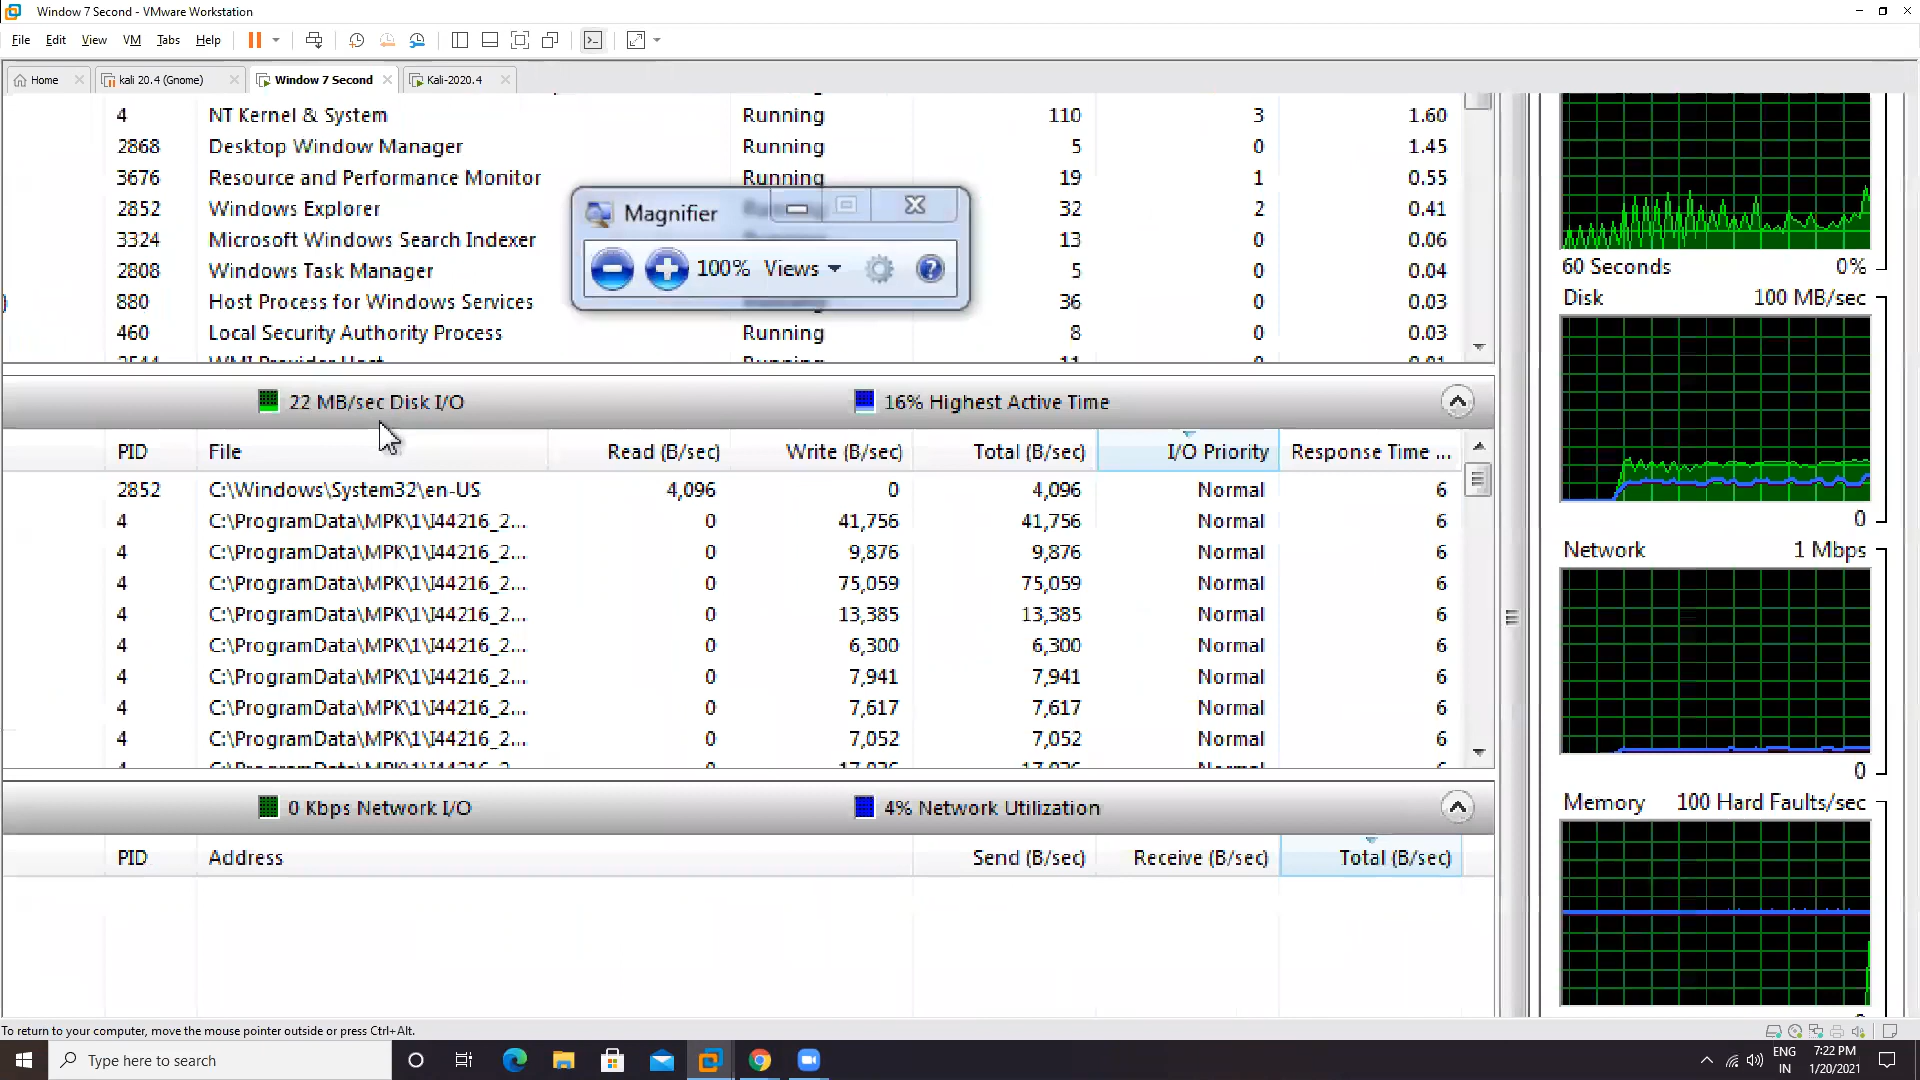 Window 7 Second - VMware Workstation
File Edit View VM Tabs Help
Home kali 20.4 (Gnome) Window 7 Second Kali-2020.4
4 NT Kernel & System Running 110 3 1.60
2868 Desktop Window Manager Running 5 0 1.45
3676 Resource and Performance Monitor Running 19 1 0.55
2852 Windows Explorer 32 2 0.41
3324 Microsoft Windows Search Indexer 13 0 0.06
2808 Windows Task Manager 5 0 0.04
880 Host Process for Windows Services 36 0 0.03
460 Local Security Authority Process Running 8 0 0.03
Magnifier
100% Views
22 MB/sec Disk I/O 16% Highest Active Time
PID File Read (B/sec) Write (B/sec) Total (B/sec) I/O Priority Response Time ...
2852 C:\Windows\System32\en-US 4,096 0 4,096 Normal 6
4 C:\ProgramData\MPK\1\I44216_2... 0 41,756 41,756 Normal 6
4 C:\ProgramData\MPK\1\I44216_2... 0 9,876 9,876 Normal 6
4 C:\ProgramData\MPK\1\I44216_2... 0 75,059 75,059 Normal 6
4 C:\ProgramData\MPK\1\I44216_2... 0 13,385 13,385 Normal 6
4 C:\ProgramData\MPK\1\I44216_2... 0 6,300 6,300 Normal 6
4 C:\ProgramData\MPK\1\I44216_2... 0 7,941 7,941 Normal 6
4 C:\ProgramData\MPK\1\I44216_2... 0 7,617 7,617 Normal 6
4 C:\ProgramData\MPK\1\I44216_2... 0 7,052 7,052 Normal 6
0 Kbps Network I/O 4% Network Utilization
PID Address Send (B/sec) Receive (B/sec) Total (B/sec)
60 Seconds 0%
Disk 100 MB/sec
0
Network 1 Mbps
0
Memory 100 Hard Faults/sec
To return to your computer, move the mouse pointer outside or press Ctrl+Alt.
Type here to search
ENG
IN
7:22 PM
1/20/2021